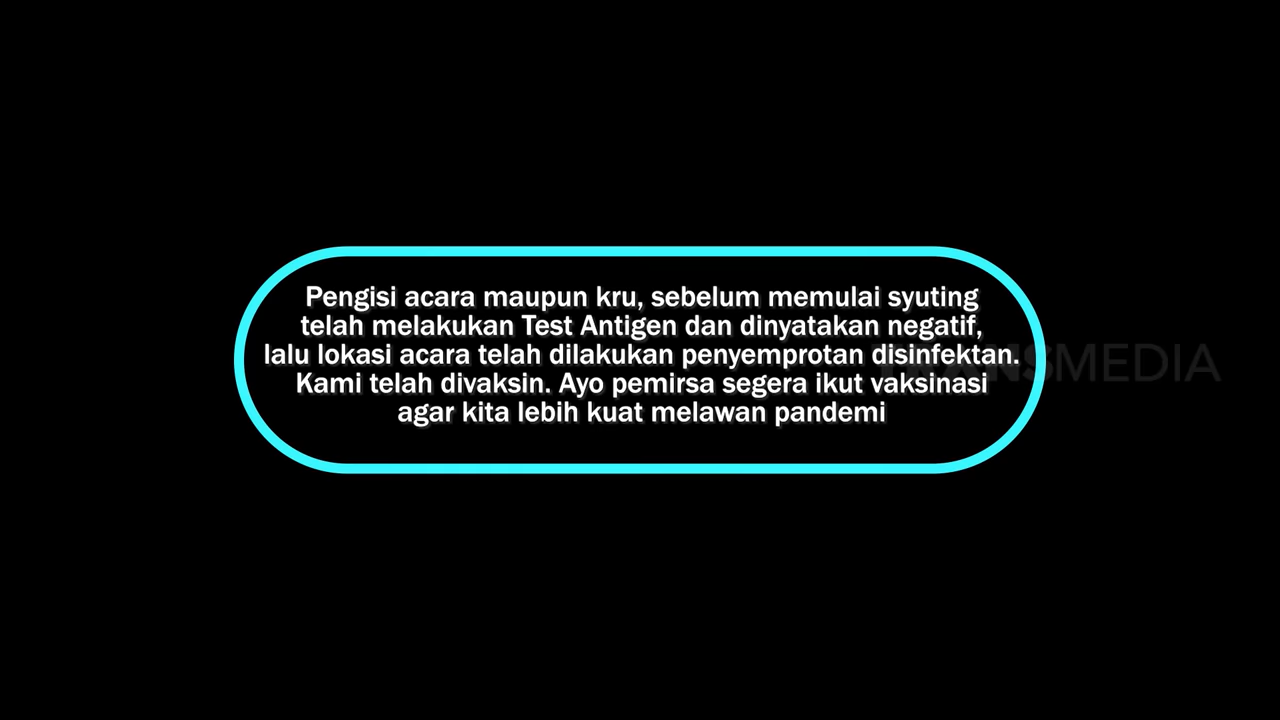 Pengisi acara maupun kru, sebelum memulai syuting
telah melakukan Test Antigen dan dinyatakan negatif,
lalu lokasi acara telah dilakukan penyemprotan disinfektan.
Kami telah divaksin. Ayo pemirsa segera ikut vaksinasi
agar kita lebih kuat melawan pandemi
TRANSMEDIA